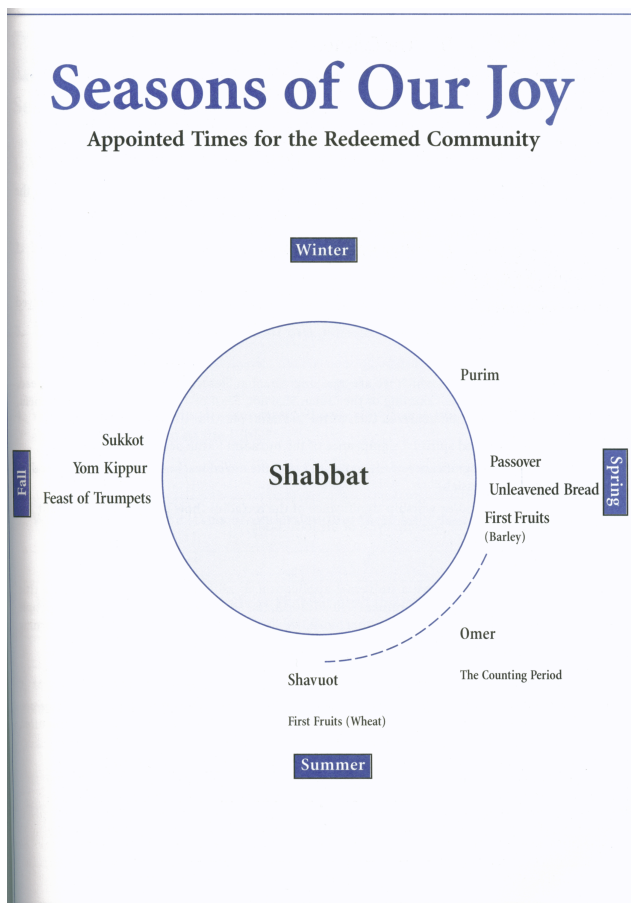 Seasons of Our Joy
Appointed Times for the Redeemed Community
Winter
Purim
Sukkot
Yom Kippur
Feast of Trumpets
Fall
Shabbat
Passover
Unleavened Bread
First Fruits
(Barley)
Spring
Omer
The Counting Period
Shavuot
First Fruits (Wheat)
Summer